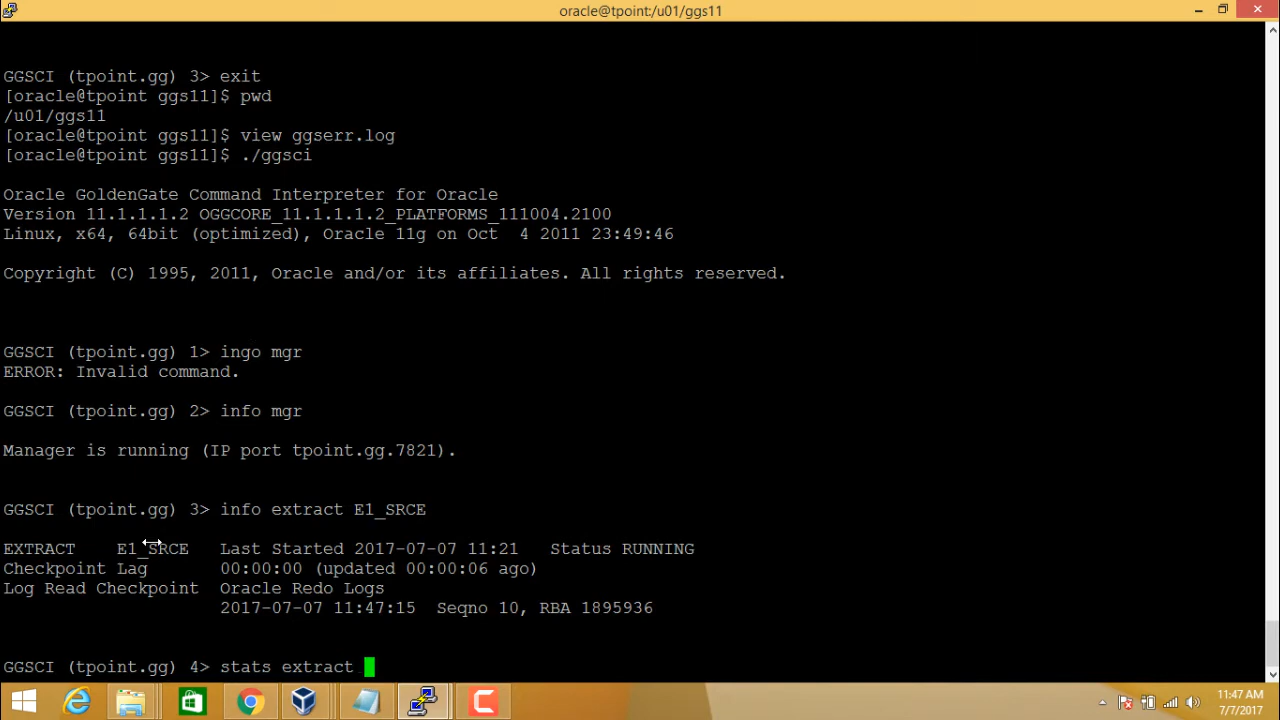 oracle@tpoint:/u01/ggs11
GGSCI (tpoint.gg) 3> exit
[oracle@tpoint ggs11]$ pwd
/u01/ggs11
[oracle@tpoint ggs11]$ view ggserr.log
[oracle@tpoint ggs11]$ ./ggsci
Oracle GoldenGate Command Interpreter for Oracle
Version 11.1.1.1.2 OGGCORE_11.1.1.1.2_PLATFORMS_111004.2100
Linux, x64, 64bit (optimized), Oracle 11g on Oct  4 2011 23:49:46
Copyright (C) 1995, 2011, Oracle and/or its affiliates. All rights reserved.
GGSCI (tpoint.gg) 1> ingo mgr
ERROR: Invalid command.
GGSCI (tpoint.gg) 2> info mgr
Manager is running (IP port tpoint.gg.7821).
GGSCI (tpoint.gg) 3> info extract E1_SRCE
EXTRACT    E1_SRCE   Last Started 2017-07-07 11:21   Status RUNNING
Checkpoint Lag       00:00:00 (updated 00:00:06 ago)
Log Read Checkpoint  Oracle Redo Logs
2017-07-07 11:47:15  Seqno 10, RBA 1895936
GGSCI (tpoint.gg) 4> stats extract
11:47 AM
7/7/2017